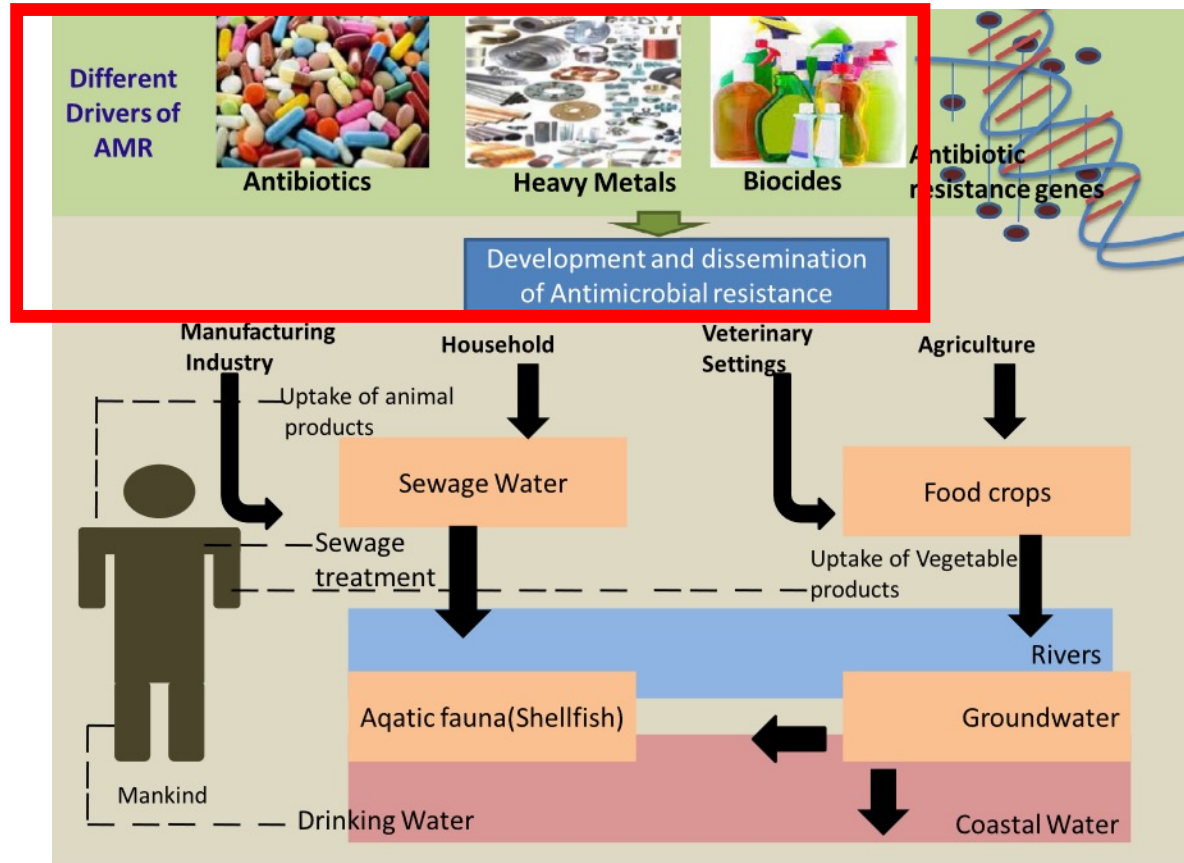 Different
Drivers of
AMR
Antibiotics
Heavy Metals
Biocides
Antibiotic
resistance genes
Development and dissemination
of Antimicrobial resistance
Manufacturing
Industry
Household
Veterinary
Settings
Agriculture
Uptake of animal
products
Sewage Water
Food crops
Sewage
treatment
Uptake of Vegetable
products
Rivers
Aqatic fauna(Shellfish)
Groundwater
Mankind
Drinking Water
Coastal Water